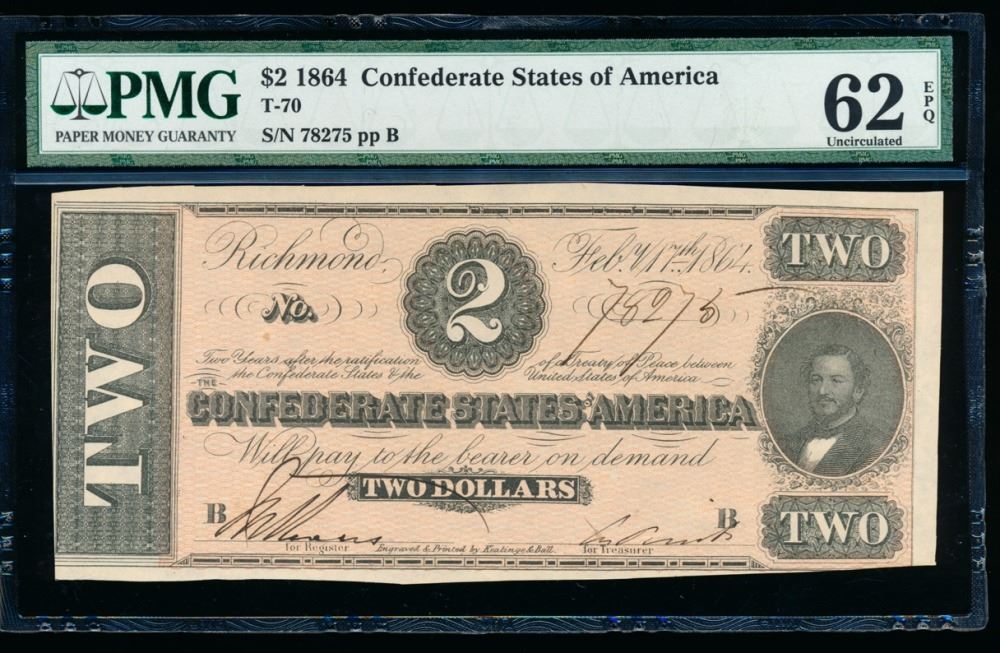 PMG
PAPER MONEY GUARANTY
$2 1864 Confederate States of America
T-70
S/N 78275 pp B
62
EPQ
Uncirculated
TWO
Richmond,
2
Feby. 17th. 1864.
TWO
No.
78275
Two Years after the ratification of a Treaty of Peace between
the Confederate States & the United States of America
THE
CONFEDERATE STATES OF AMERICA
Will pay to the bearer on demand
TWO DOLLARS
B
B
TWO
for Register
Engraved & Printed by Keatinge & Ball.
for Treasurer